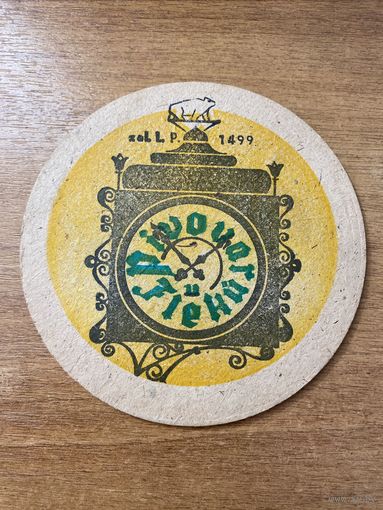 zal. L. P. 1499
Pivovar
u
Fleků